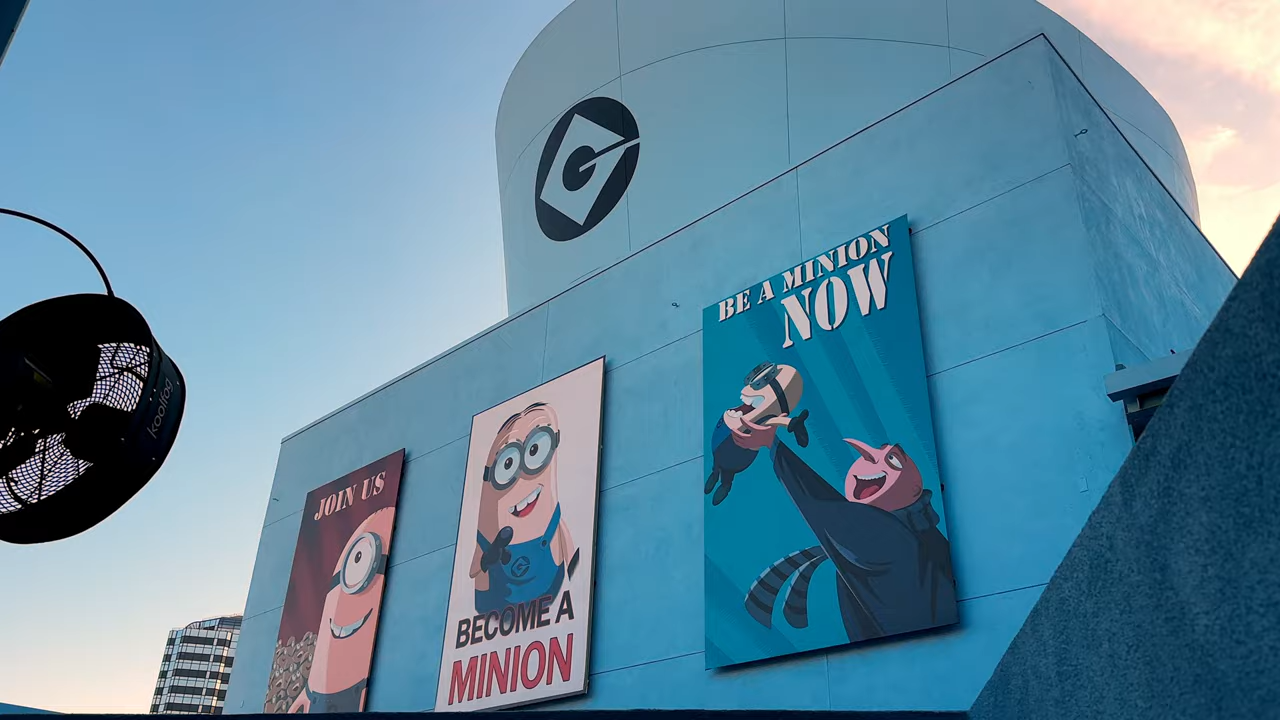 koolfog
JOIN US
BECOME A
MINION
BE A MINION
NOW